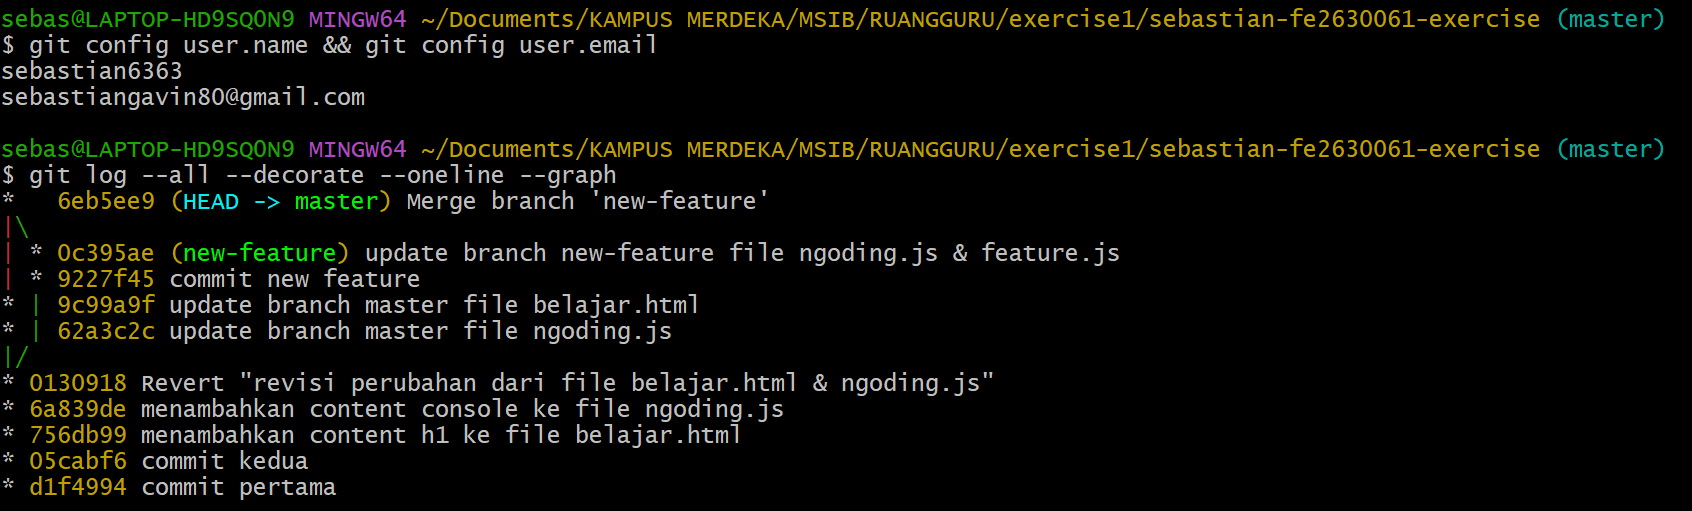 sebas@LAPTOP-HD9SQ0N9 MINGW64 ~/Documents/KAMPUS MERDEKA/MSIB/RUANGGURU/exercise1/sebastian-fe2630061-exercise (master)
$ git config user.name && git config user.email
sebastian6363
sebastiangavin80@gmail.com

sebas@LAPTOP-HD9SQ0N9 MINGW64 ~/Documents/KAMPUS MERDEKA/MSIB/RUANGGURU/exercise1/sebastian-fe2630061-exercise (master)
$ git log --all --decorate --oneline --graph
*   6eb5ee9 (HEAD -> master) Merge branch 'new-feature'
|\
| * 0c395ae (new-feature) update branch new-feature file ngoding.js & feature.js
| * 9227f45 commit new feature
* | 9c99a9f update branch master file belajar.html
* | 62a3c2c update branch master file ngoding.js
|/
* 0130918 Revert "revisi perubahan dari file belajar.html & ngoding.js"
* 6a839de menambahkan content console ke file ngoding.js
* 756db99 menambahkan content h1 ke file belajar.html
* 05cabf6 commit kedua
* d1f4994 commit pertama